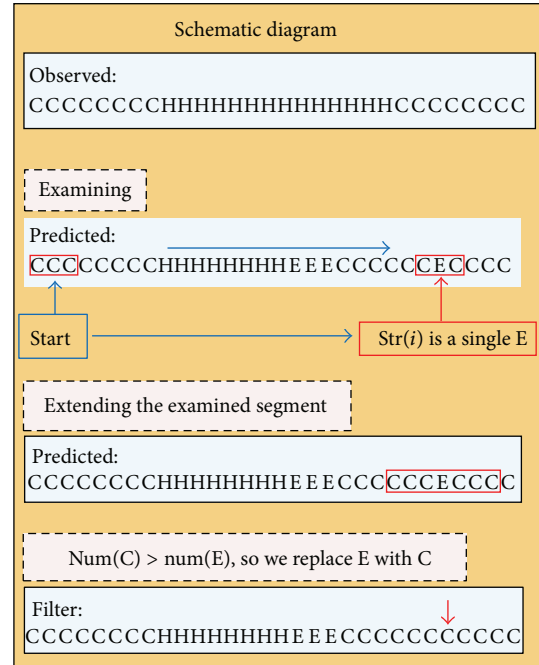 Schematic diagram
Observed:
CCCCCCCCHHHHHHHHHHHHHHCCCCCCCC
Examining
Predicted:
CCCCCCCCHHHHHHHHEEECCCCCCECCCC
Start
Str(i) is a single E
Extending the examined segment
Predicted:
CCCCCCCCHHHHHHHHEEECCCCCCECCCC
Num(C) > num(E), so we replace E with C
Filter:
CCCCCCCCHHHHHHHHEEECCCCCCCCCCC